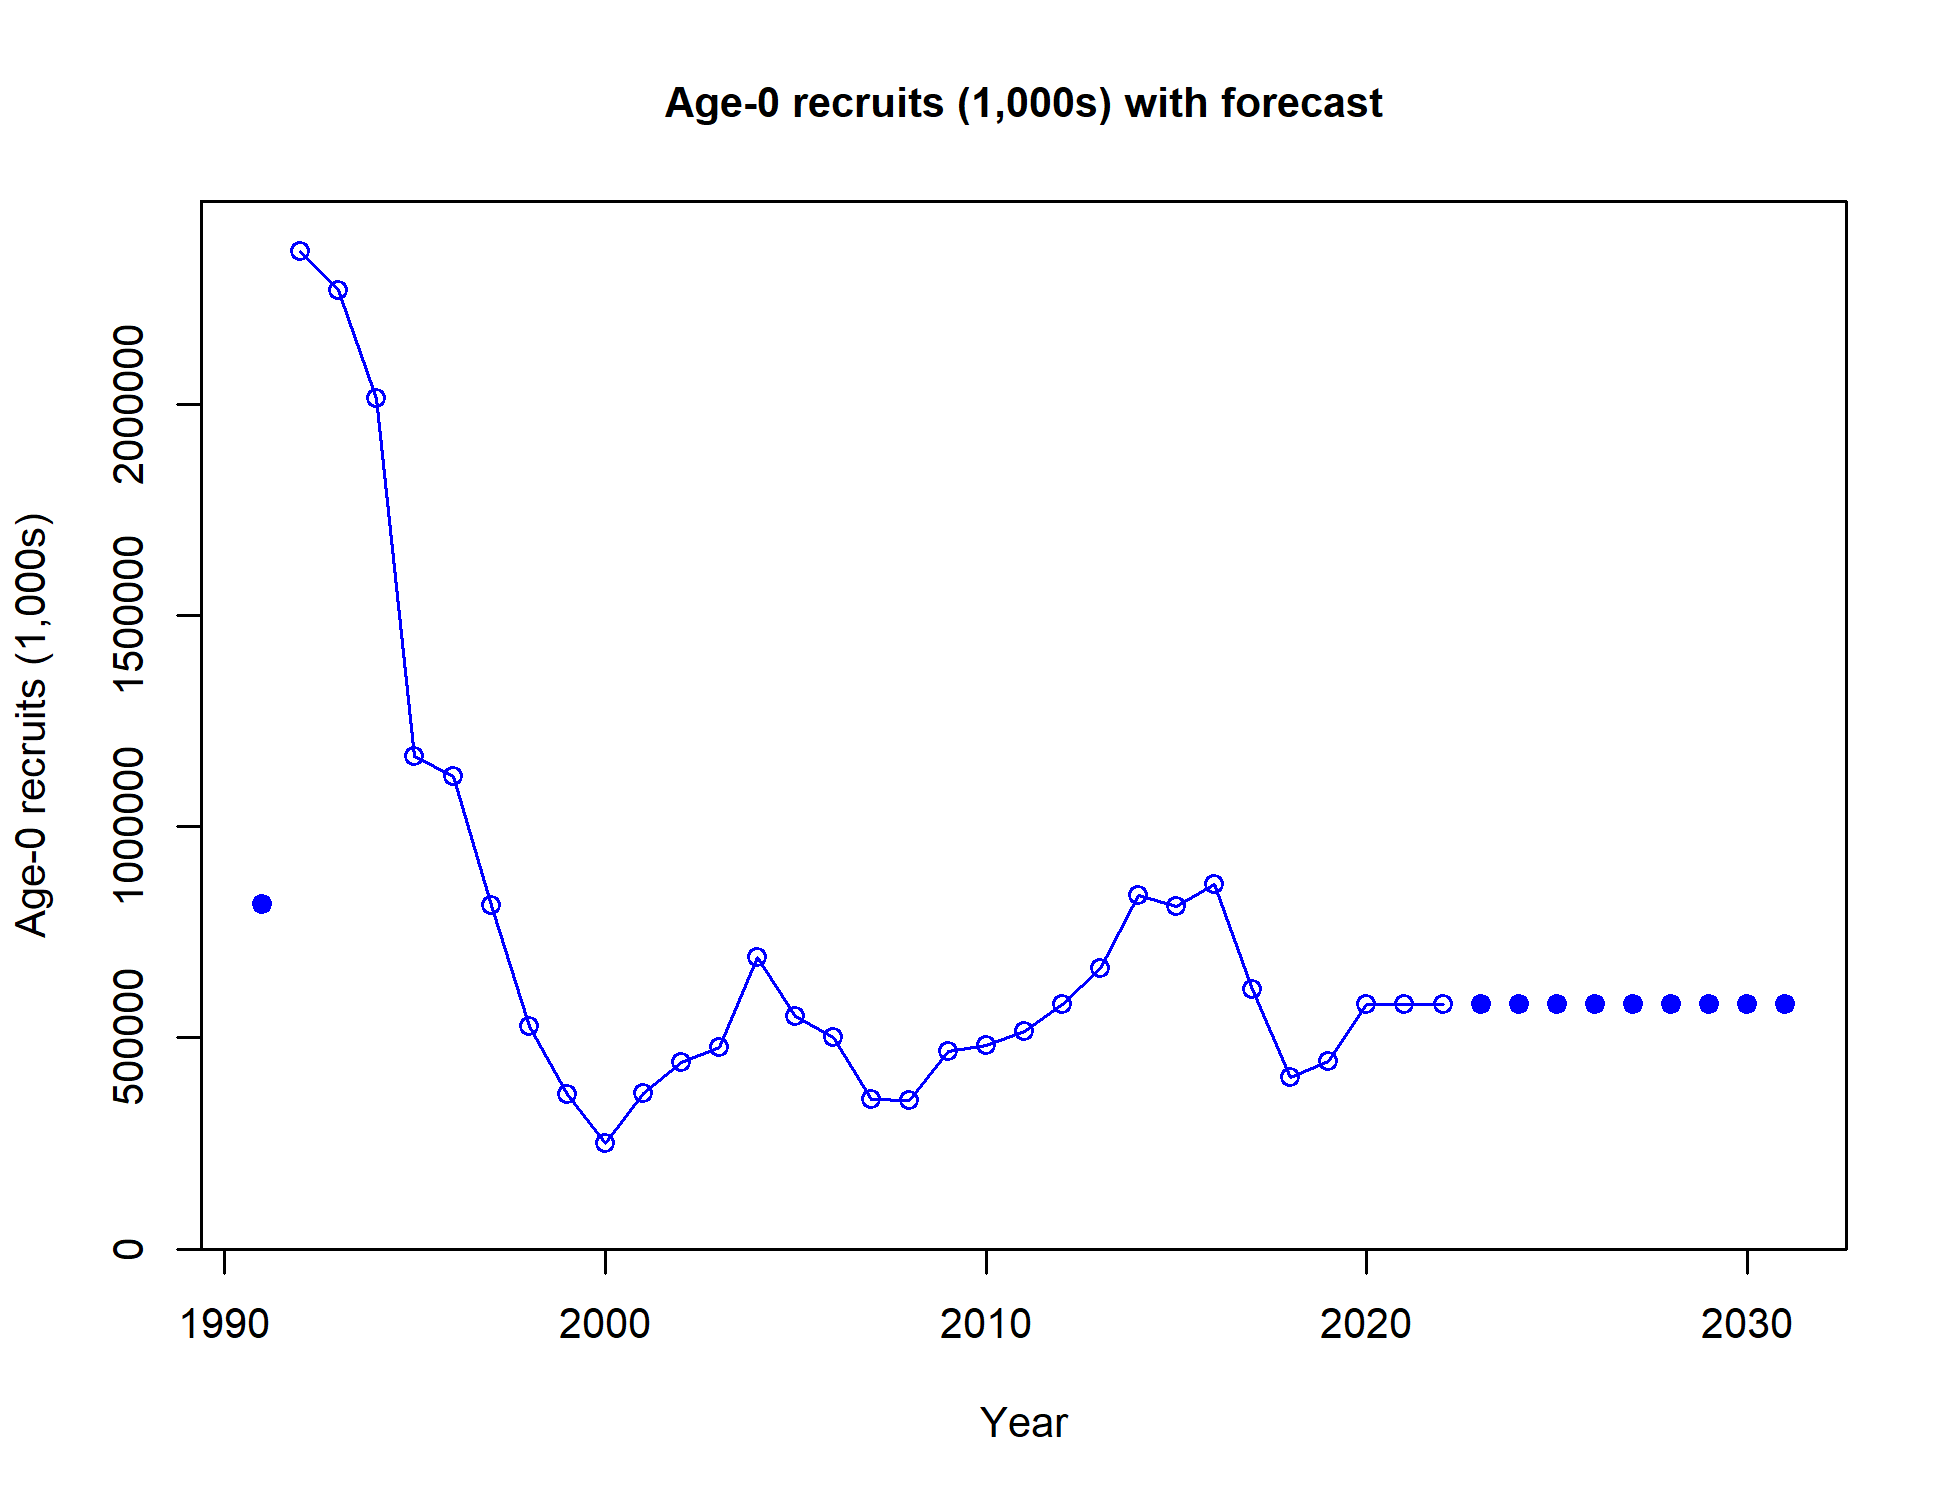 Age-0 recruits (1,000s) with forecast
Age-0 recruits (1,000s)
2000000
1500000
1000000
500000
0
1990 2000 2010 2020 2030
Year